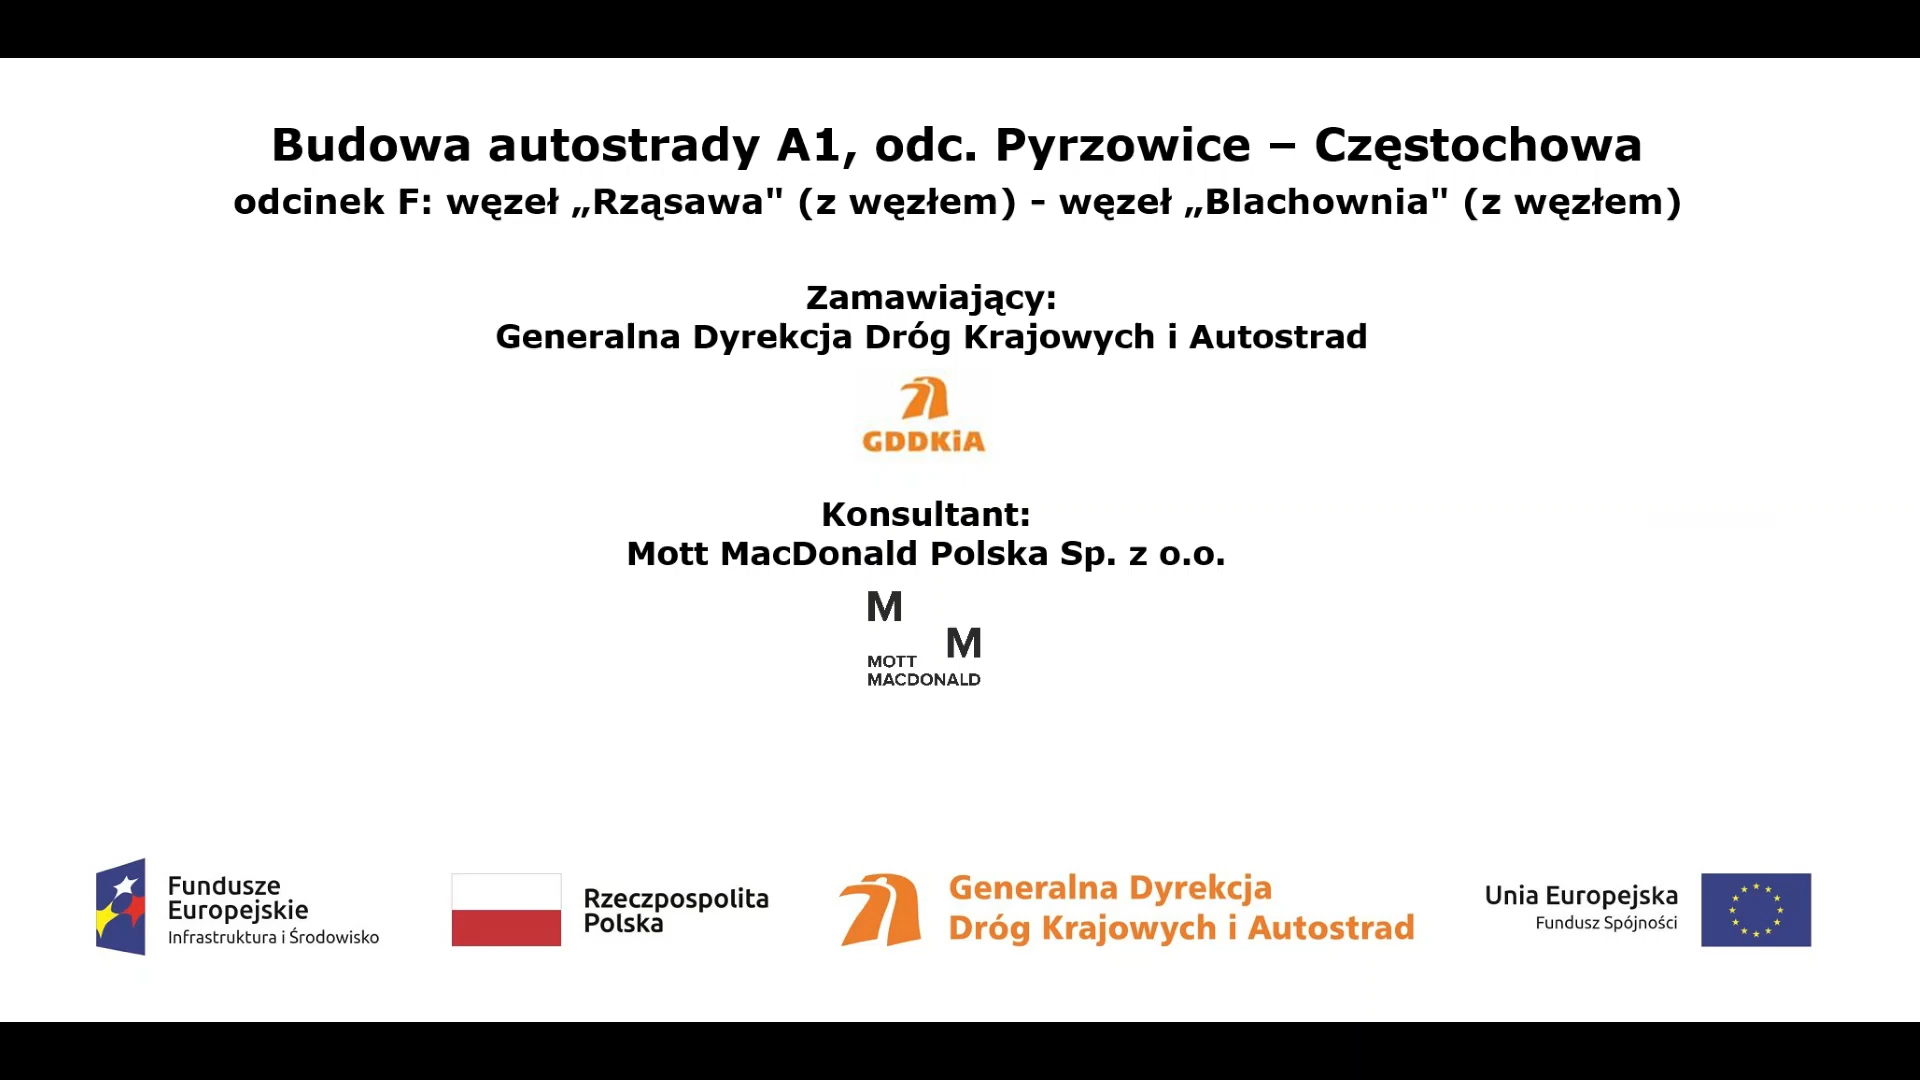 Budowa autostrady A1, odc. Pyrzowice – Częstochowa
odcinek F: węzeł „Rząsawa" (z węzłem) - węzeł „Blachownia" (z węzłem)
Zamawiający:
Generalna Dyrekcja Dróg Krajowych i Autostrad
GDDKiA
Konsultant:
Mott MacDonald Polska Sp. z o.o.
M
M
MOTT
MACDONALD
Fundusze
Europejskie
Infrastruktura i Środowisko
Rzeczpospolita
Polska
Generalna Dyrekcja
Dróg Krajowych i Autostrad
Unia Europejska
Fundusz Spójności